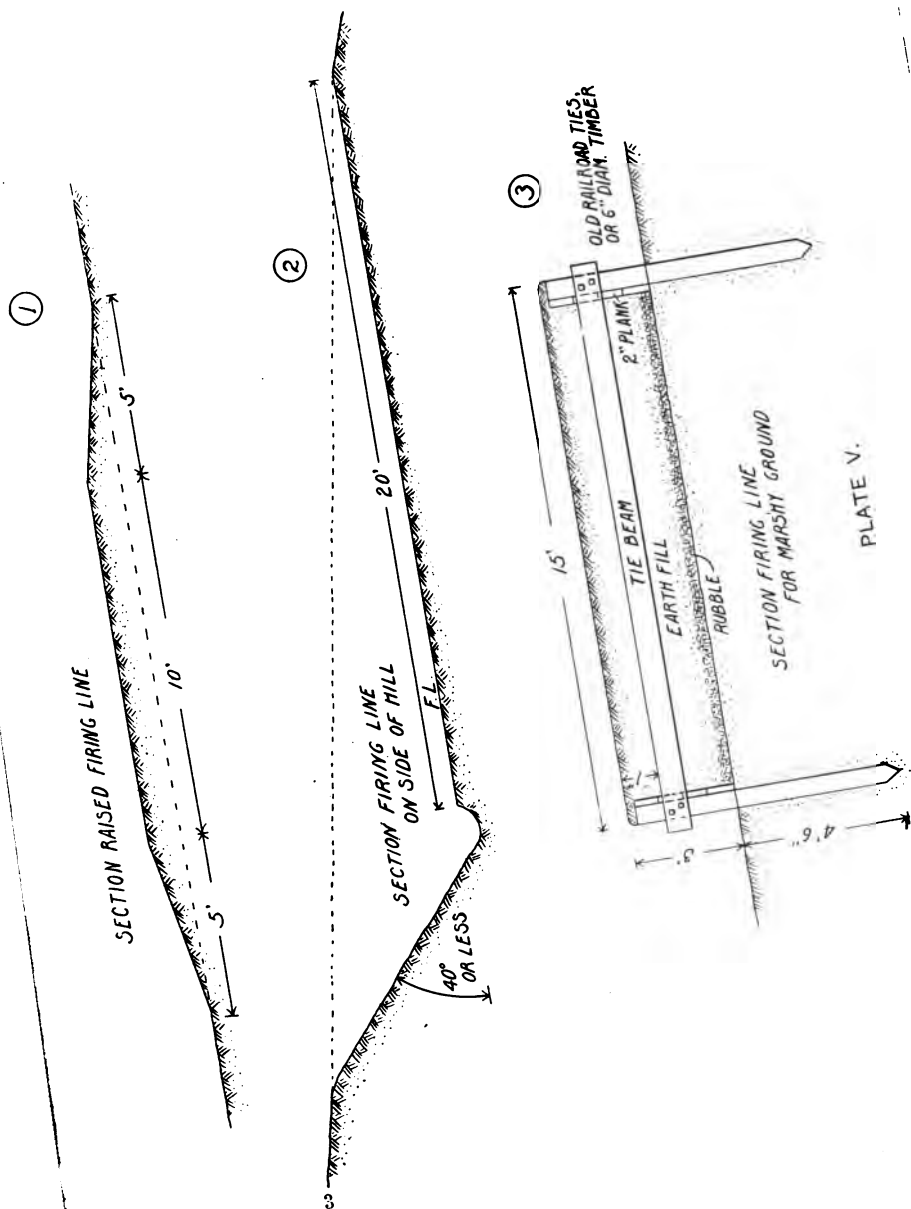 ①
SECTION RAISED FIRING LINE
5'
10'
5'
②
SECTION FIRING LINE
ON SIDE OF HILL
F.L.
20'
40°
OR LESS
③
OLD RAILROAD TIES,
OR 6" DIAM. TIMBER
15'
1'
TIE BEAM
2" PLANK
EARTH FILL
RUBBLE
3'
4'6"
SECTION FIRING LINE
FOR MARSHY GROUND
PLATE V.